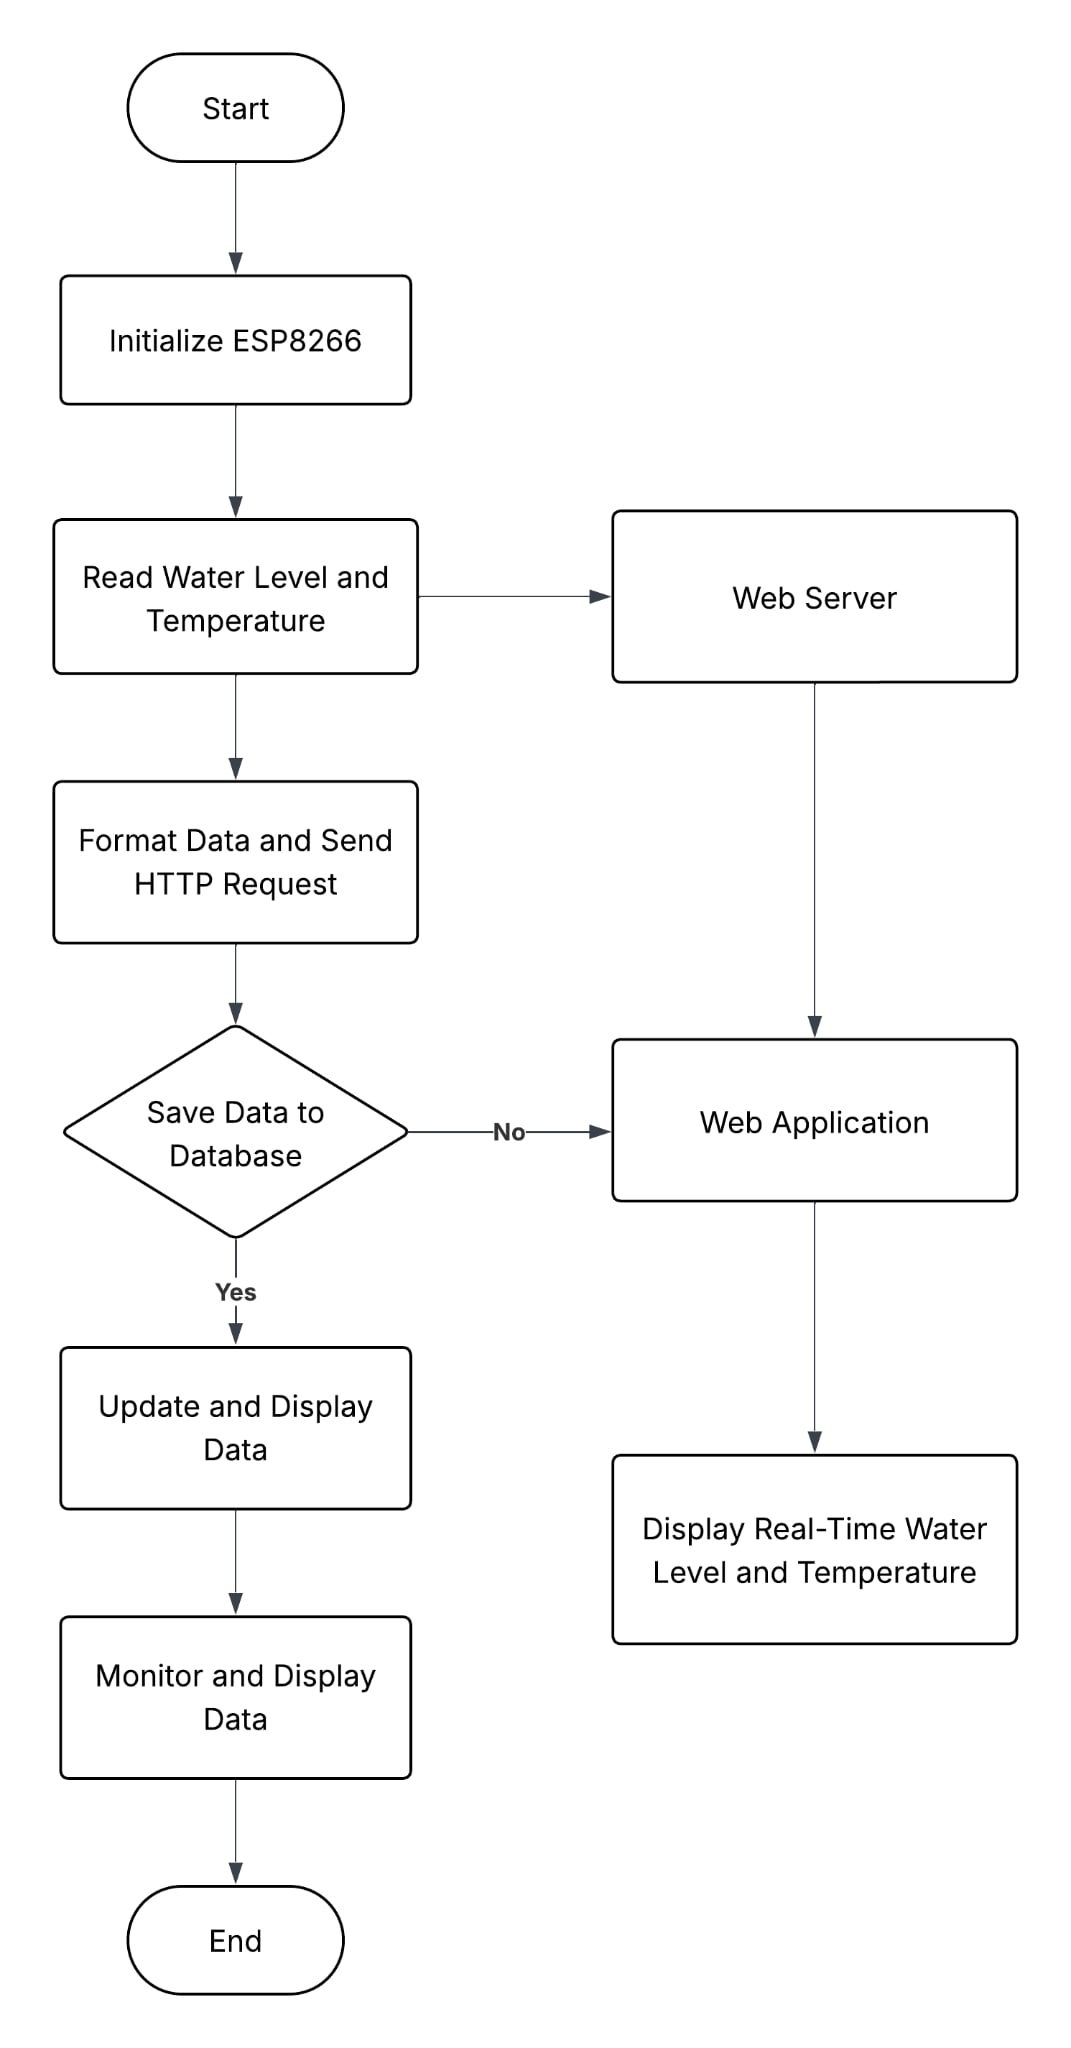 Start
Initialize ESP8266
Read Water Level and
Temperature
Web Server
Format Data and Send
HTTP Request
Save Data to
Database
No
Web Application
Yes
Update and Display
Data
Display Real-Time Water
Level and Temperature
Monitor and Display
Data
End